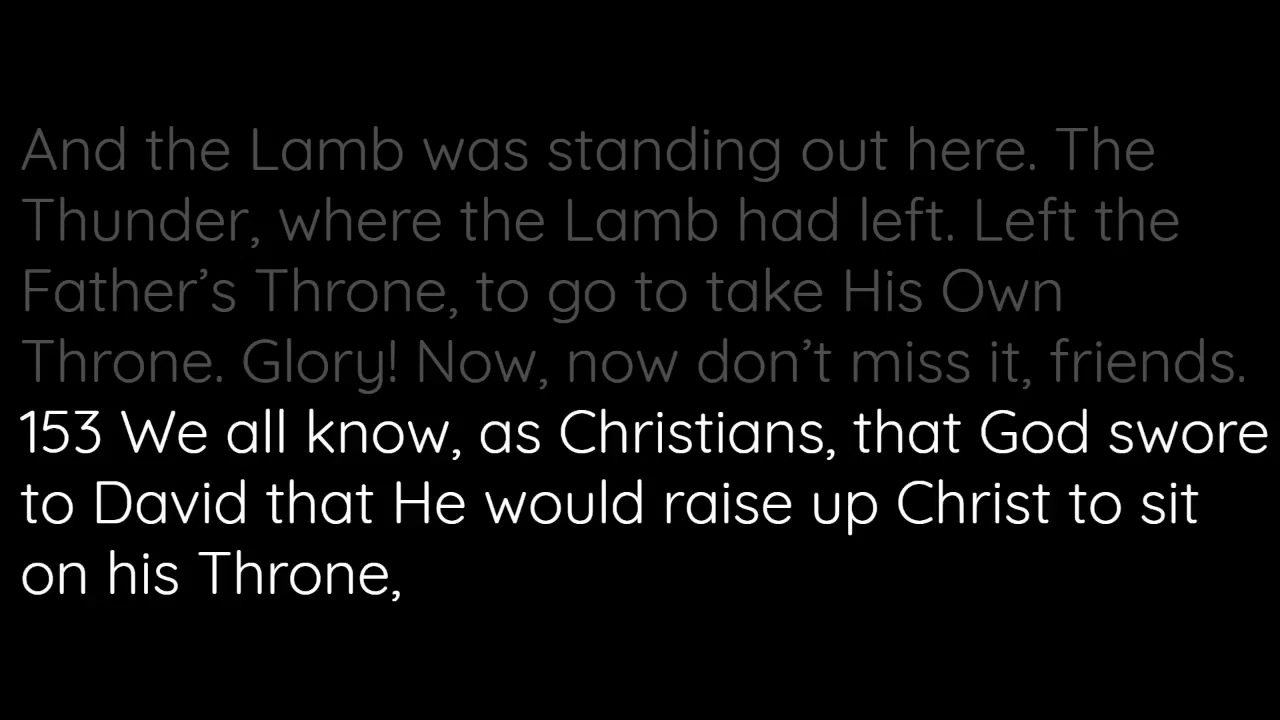 And the Lamb was standing out here. The
Thunder, where the Lamb had left. Left the
Father’s Throne, to go to take His Own
Throne. Glory! Now, now don’t miss it, friends.
153 We all know, as Christians, that God swore
to David that He would raise up Christ to sit
on his Throne,